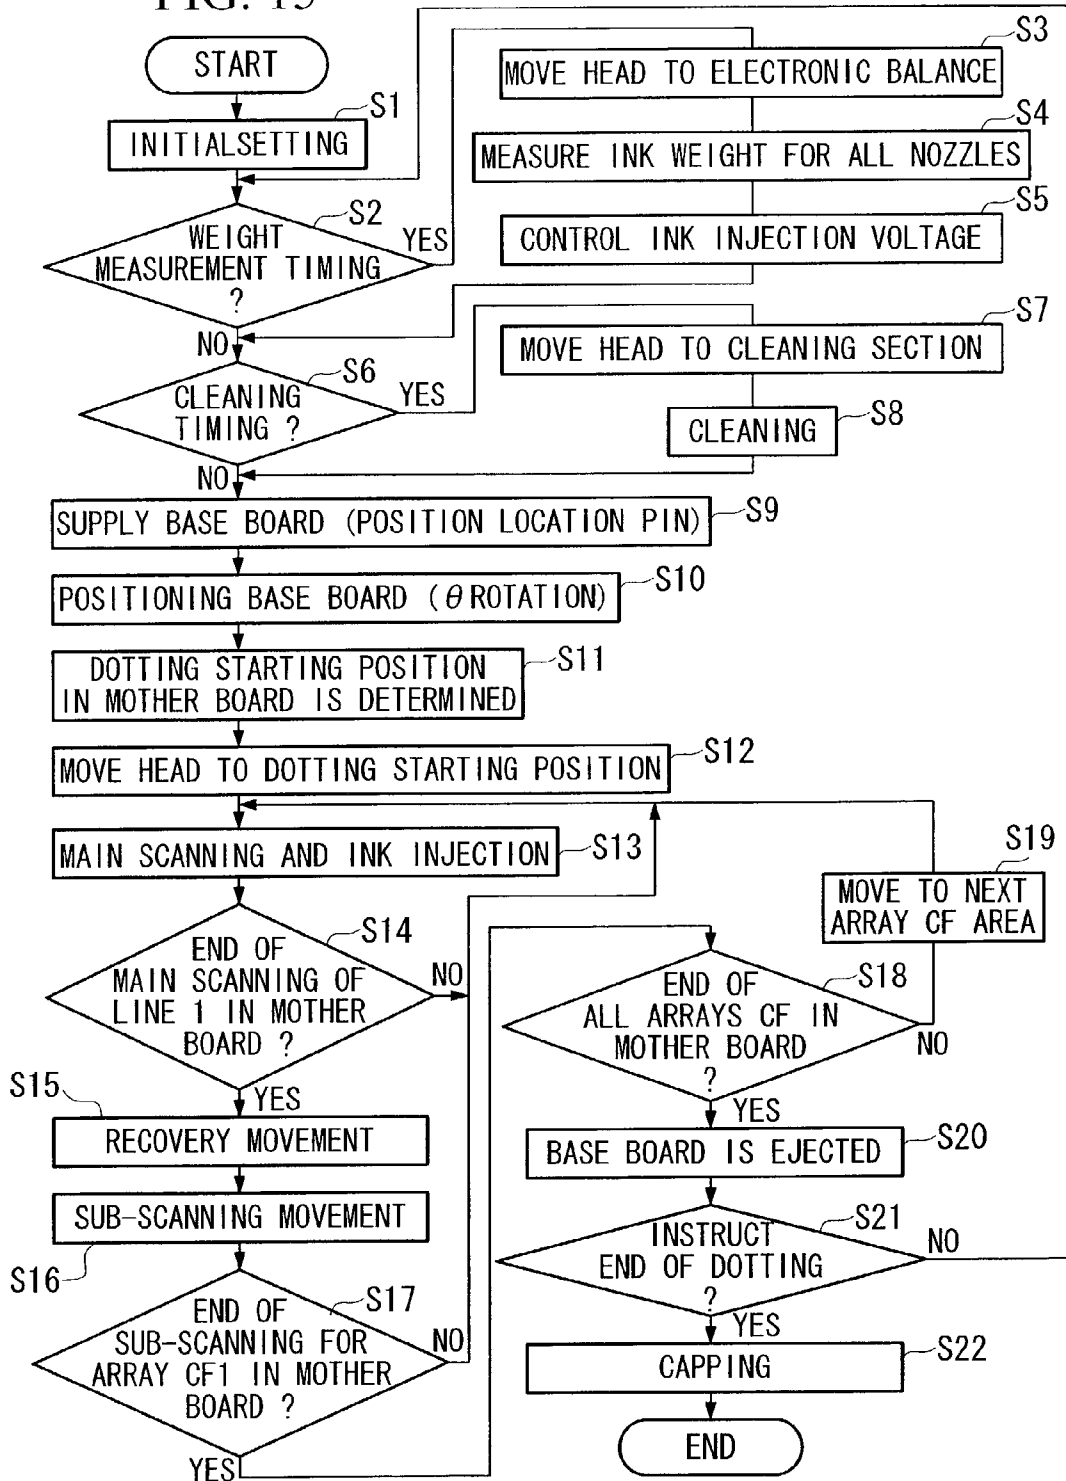 FIG. 15
START
S1
INITIALSETTING
S2
WEIGHT
MEASUREMENT TIMING
?
YES
NO
S3
MOVE HEAD TO ELECTRONIC BALANCE
S4
MEASURE INK WEIGHT FOR ALL NOZZLES
S5
CONTROL INK INJECTION VOLTAGE
S6
CLEANING
TIMING ?
YES
NO
S7
MOVE HEAD TO CLEANING SECTION
S8
CLEANING
S9
SUPPLY BASE BOARD (POSITION LOCATION PIN)
S10
POSITIONING BASE BOARD (θ ROTATION)
S11
DOTTING STARTING POSITION
IN MOTHER BOARD IS DETERMINED
S12
MOVE HEAD TO DOTTING STARTING POSITION
S13
MAIN SCANNING AND INK INJECTION
S14
END OF
MAIN SCANNING OF
LINE 1 IN MOTHER
BOARD ?
NO
YES
S15
RECOVERY MOVEMENT
SUB-SCANNING MOVEMENT
S16
S17
END OF
SUB-SCANNING FOR
ARRAY CF1 IN MOTHER
BOARD ?
NO
YES
S18
END OF
ALL ARRAYS CF IN
MOTHER BOARD
?
NO
YES
S19
MOVE TO NEXT
ARRAY CF AREA
S20
BASE BOARD IS EJECTED
S21
INSTRUCT
END OF DOTTING
?
NO
YES
S22
CAPPING
END